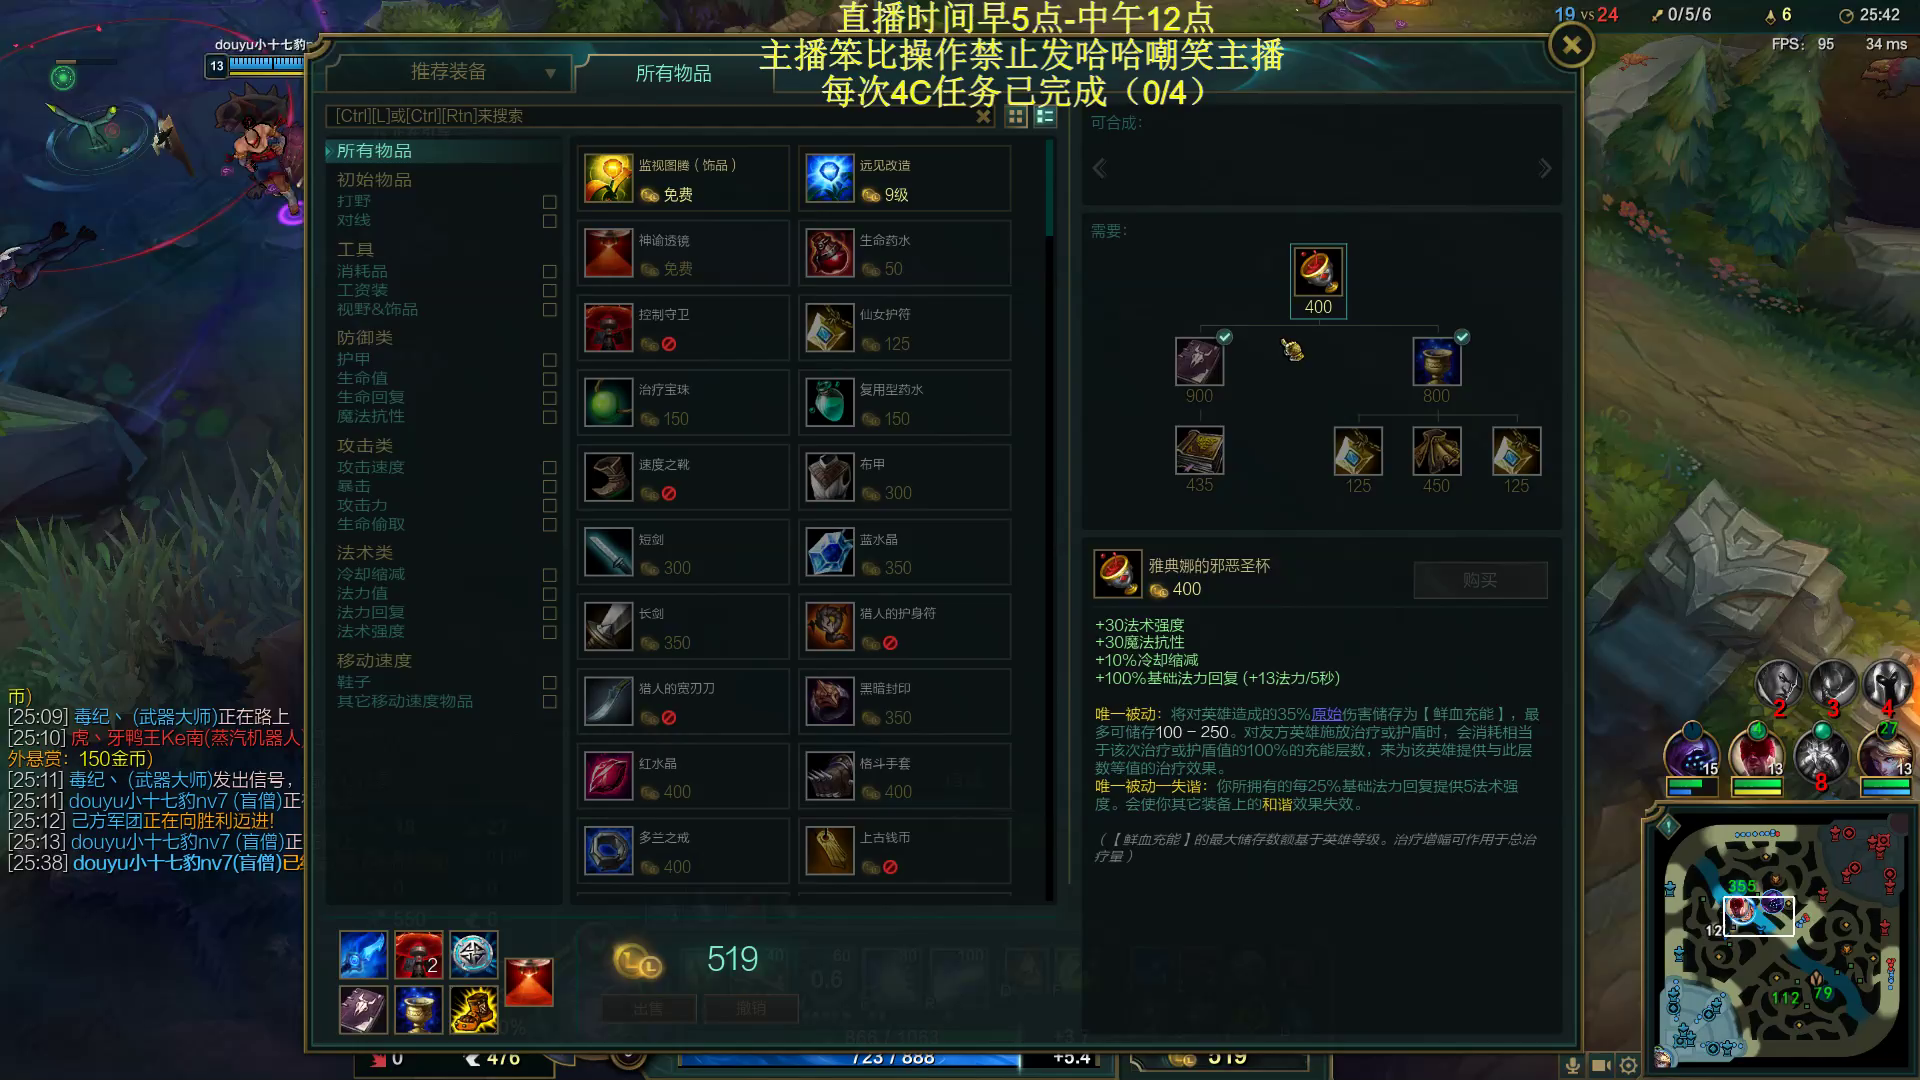 直播时间早5点-中午12点
主播笨比操作禁止发哈哈嘲笑主播
每次4C任务已完成（0/4）
19 vs 24
0/5/6
6
25:42
FPS: 95
34 ms
douyu小十七豹
13
推荐装备
所有物品
[Ctrl][L]或[Ctrl][Rtn]来搜索
所有物品
初始物品
打野
对线
工具
消耗品
工资装
视野&饰品
防御类
护甲
生命值
生命回复
魔法抗性
攻击类
攻击速度
暴击
攻击力
生命偷取
法术类
冷却缩减
法力值
法力回复
法术强度
移动速度
鞋子
其它移动速度物品
监视图腾（饰品）
免费
远见改造
9级
神谕透镜
免费
生命药水
50
控制守卫
仙女护符
125
治疗宝珠
150
复用型药水
150
速度之靴
布甲
300
短剑
300
蓝水晶
350
长剑
350
猎人的护身符
猎人的宽刃刀
黑暗封印
350
红水晶
400
格斗手套
400
多兰之戒
400
上古钱币
可合成:
需要:
400
900
800
435
125
450
125
雅典娜的邪恶圣杯
400
购买
+30法术强度
+30魔法抗性
+10%冷却缩减
+100%基础法力回复 (+13法力/5秒)
唯一被动: 将对英雄造成的35%原始伤害储存为【鲜血充能】，最
多可储存100 - 250。对友方英雄施放治疗或护盾时，会消耗相当
于该次治疗或护盾值的100%的充能层数，来为该英雄提供与此层
数等值的治疗效果。
唯一被动—失谐: 你所拥有的每25%基础法力回复提供5法术强
度。会使你其它装备上的和谐效果失效。
（【鲜血充能】的最大储存数额基于英雄等级。治疗增幅可作用于总治
疗量）
币)
[25:09] 毒纪丶 (武器大师)正在路上
[25:10] 虎丶牙鸭王Ke南(蒸汽机器人)
外悬赏: 150金币)
[25:11] 毒纪丶 (武器大师)发出信号，
[25:11] douyu小十七豹nv7 (盲僧)正
[25:12] 己方军团正在向胜利迈进!
[25:13] douyu小十七豹nv7 (盲僧)正
[25:38] douyu小十七豹nv7(盲僧)已
2
519
出售
撤销
0
476
723 / 888
+5.4
519
2
3
4
4
27
15
13
8
13
355
12
112
79